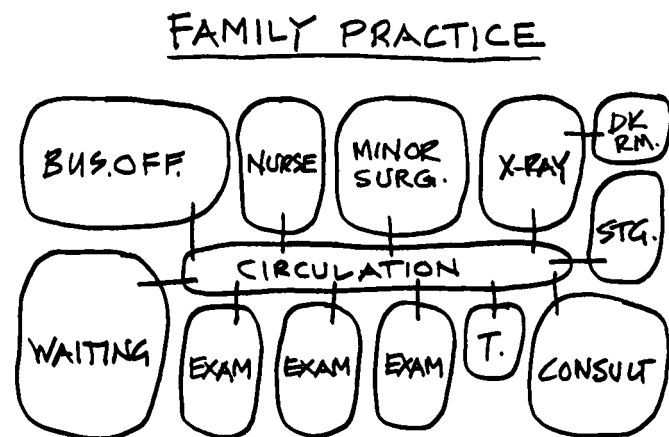 FAMILY PRACTICE
BUS.OFF.
NURSE
MINOR
SURG.
X-RAY
DK
RM.
STG.
CIRCULATION
WAITING
EXAM
EXAM
EXAM
T.
CONSULT